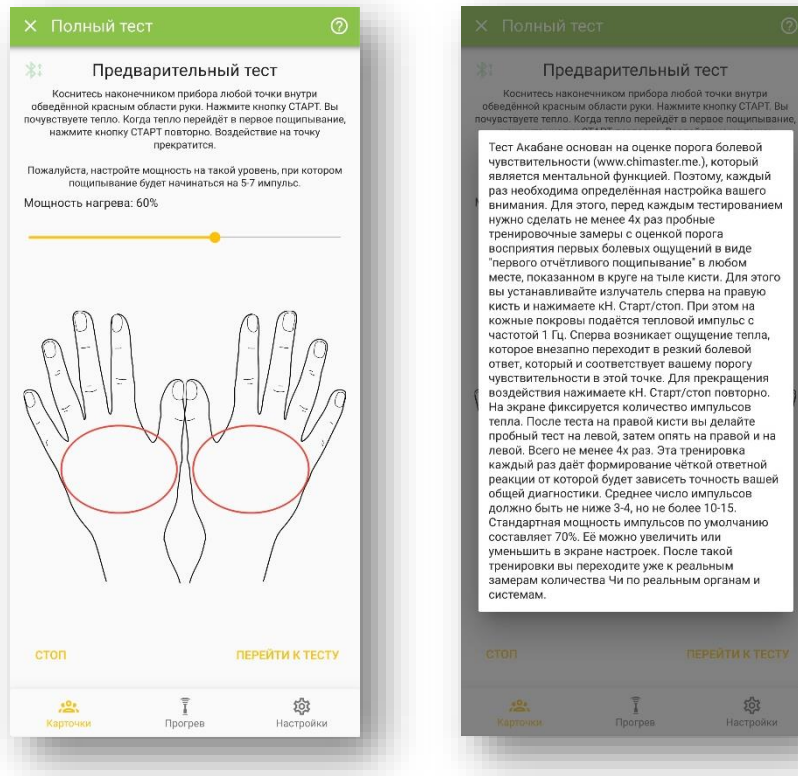 Полный тест
Предварительный тест
Коснитесь наконечником прибора любой точки внутри
обведённой красным области руки. Нажмите кнопку СТАРТ. Вы
почувствуете тепло. Когда тепло перейдёт в первое пощипывание,
нажмите кнопку СТАРТ повторно. Воздействие на точку
прекратится.
Пожалуйста, настройте мощность на такой уровень, при котором
пощипывание будет начинаться на 5-7 импульс.
Мощность нагрева: 60%
СТОП
ПЕРЕЙТИ К ТЕСТУ
Карточки
Прогрев
Настройки
Полный тест
Предварительный тест
Коснитесь наконечником прибора любой точки внутри
обведённой красным области руки. Нажмите кнопку СТАРТ. Вы
почувствуете тепло. Когда тепло перейдёт в первое пощипывание,
Тест Акабане основан на оценке порога болевой
чувствительности (www.chimaster.me.), который
является ментальной функцией. Поэтому, каждый
раз необходима определённая настройка вашего
внимания. Для этого, перед каждым тестированием
нужно сделать не менее 4х раз пробные
тренировочные замеры с оценкой порога
восприятия первых болевых ощущений в виде
"первого отчётливого пощипывание" в любом
месте, показанном в круге на тыле кисти. Для этого
вы устанавливайте излучатель сперва на правую
кисть и нажимаете кН. Старт/стоп. При этом на
кожные покровы подаётся тепловой импульс с
частотой 1 Гц. Сперва возникает ощущение тепла,
которое внезапно переходит в резкий болевой
ответ, который и соответствует вашему порогу
чувствительности в этой точке. Для прекращения
воздействия нажимаете кН. Старт/стоп повторно.
На экране фиксируется количество импульсов
тепла. После теста на правой кисти вы делайте
пробный тест на левой, затем опять на правой и на
левой. Всего не менее 4х раз. Эта тренировка
каждый раз даёт формирование чёткой ответной
реакции от которой будет зависеть точность вашей
общей диагностики. Среднее число импульсов
должно быть не ниже 3-4, но не более 10-15.
Стандартная мощность импульсов по умолчанию
составляет 70%. Её можно увеличить или
уменьшить в экране настроек. После такой
тренировки вы переходите уже к реальным
замерам количества Чи по реальным органам и
системам.
СТОП
ПЕРЕЙТИ К ТЕСТУ
Карточки
Прогрев
Настройки